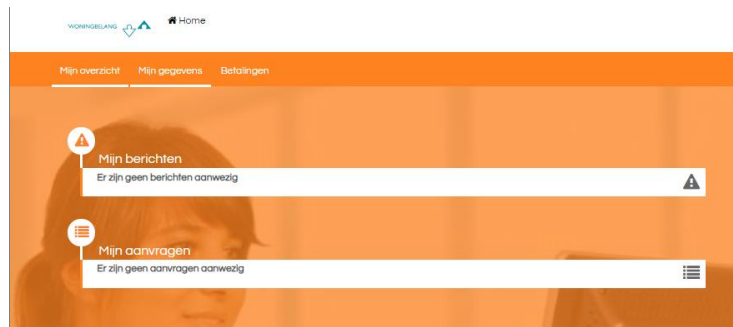 WONINGBELANG
Home
Mijn overzicht Mijn gegevens Betalingen
Mijn berichten
Er zijn geen berichten aanwezig
Mijn aanvragen
Er zijn geen aanvragen aanwezig